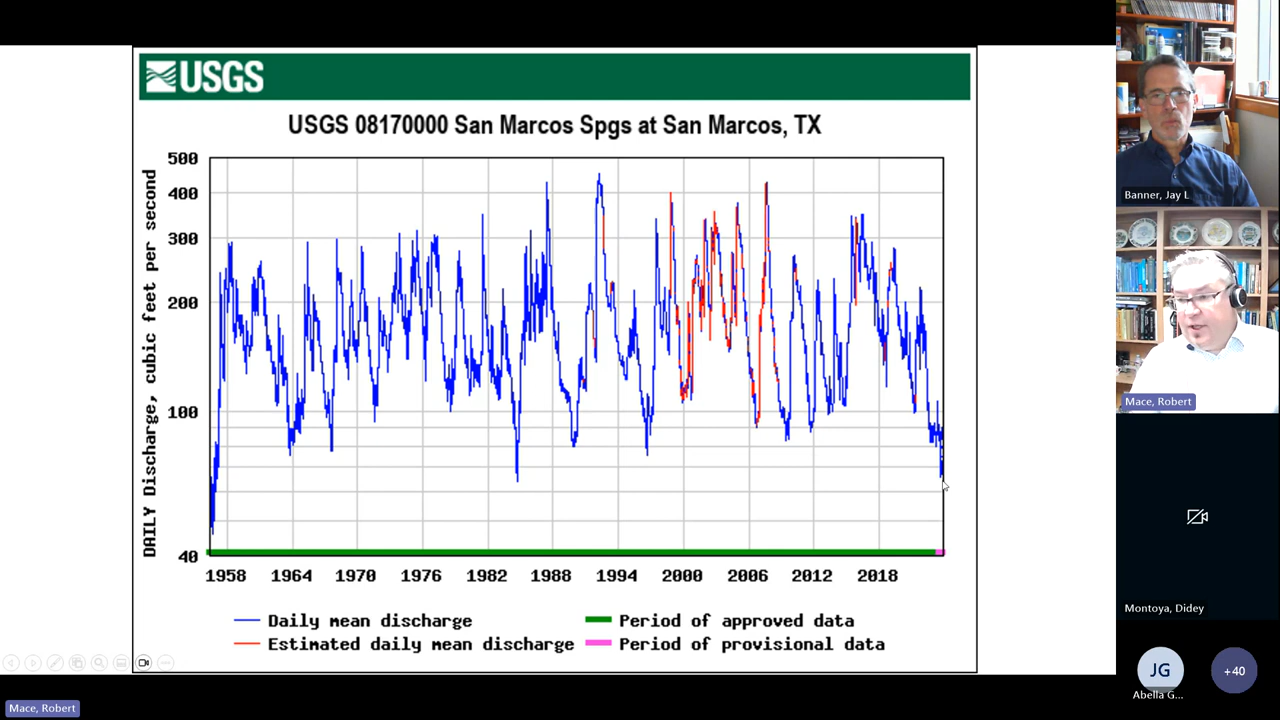 USGS
USGS 08170000 San Marcos Spgs at San Marcos, TX
DAILY Discharge, cubic feet per second
500
400
300
200
100
40
1958 1964 1970 1976 1982 1988 1994 2000 2006 2012 2018
Daily mean discharge
Estimated daily mean discharge
Period of approved data
Period of provisional data
Banner, Jay L
Mace, Robert
Montoya, Didey
JG
Abella G...
+40
Mace, Robert